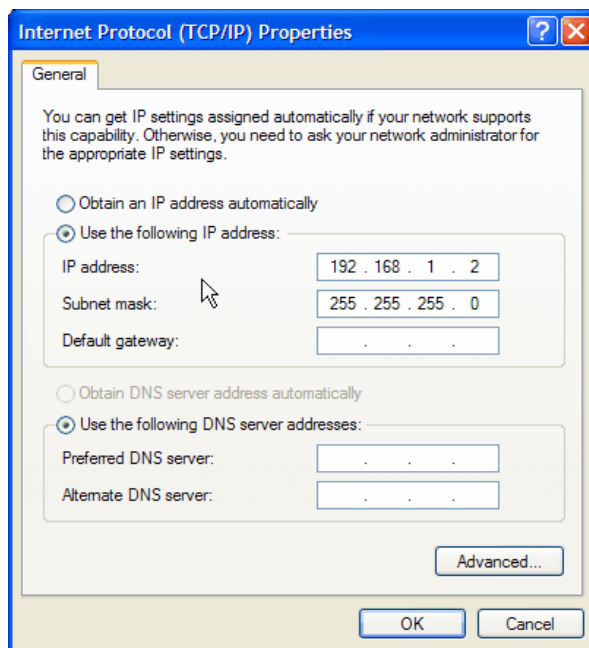 Internet Protocol (TCP/IP) Properties
General
You can get IP settings assigned automatically if your network supports
this capability. Otherwise, you need to ask your network administrator for
the appropriate IP settings.
Obtain an IP address automatically
Use the following IP address:
IP address: 192 . 168 . 1 . 2
Subnet mask: 255 . 255 . 255 . 0
Default gateway: . . .
Obtain DNS server address automatically
Use the following DNS server addresses:
Preferred DNS server: . . .
Alternate DNS server: . . .
Advanced...
OK Cancel